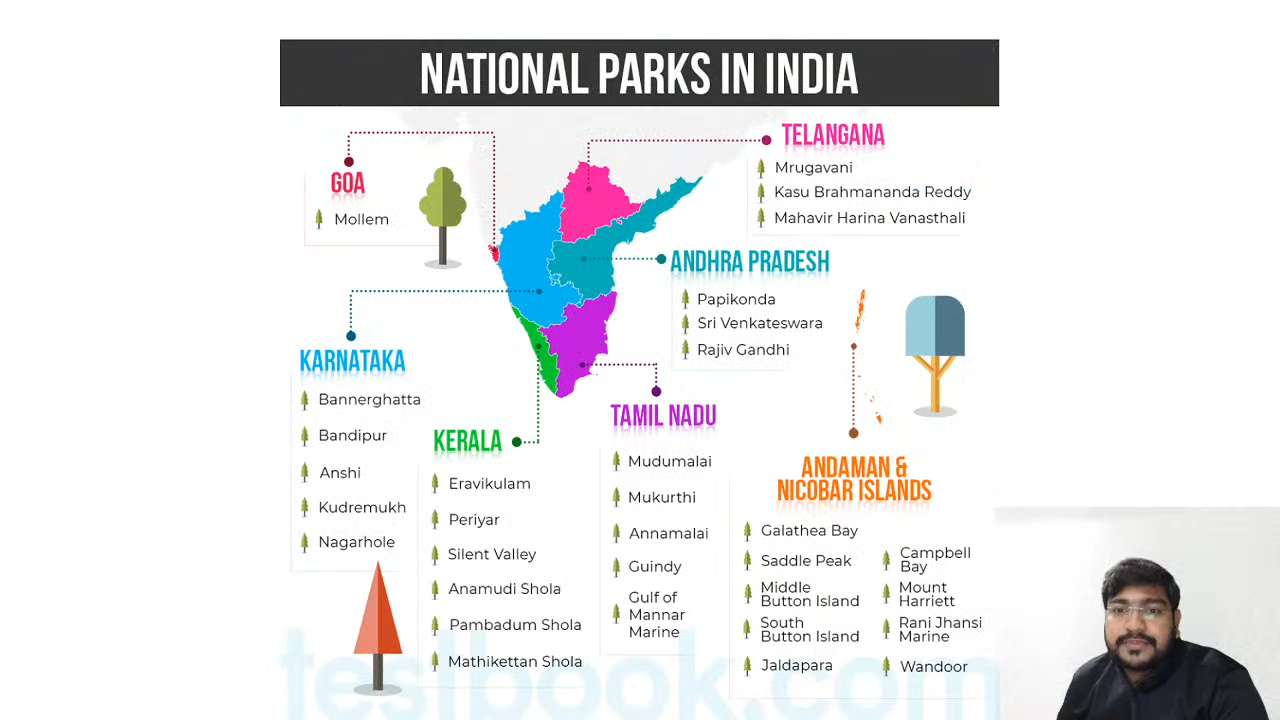 NATIONAL PARKS IN INDIA
GOA
Mollem
TELANGANA
Mrugavani
Kasu Brahmananda Reddy
Mahavir Harina Vanasthali
ANDHRA PRADESH
Papikonda
Sri Venkateswara
Rajiv Gandhi
KARNATAKA
Bannerghatta
Bandipur
Anshi
Kudremukh
Nagarhole
KERALA
Eravikulam
Periyar
Silent Valley
Anamudi Shola
Pambadum Shola
Mathikettan Shola
TAMIL NADU
Mudumalai
Mukurthi
Annamalai
Guindy
Gulf of
Mannar
Marine
ANDAMAN &
NICOBAR ISLANDS
Galathea Bay
Saddle Peak
Middle
Button Island
South
Button Island
Jaldapara
Campbell
Bay
Mount
Harriett
Rani Jhansi
Marine
Wandoor
testbook.com